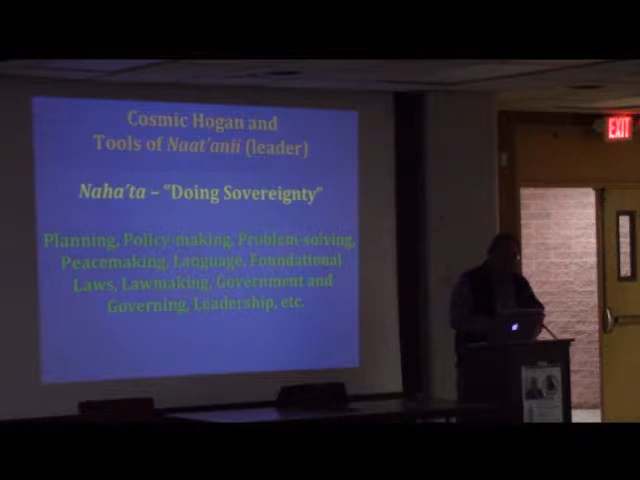 Cosmic Hogan and
Tools of Naat'anii (leader)
Naha'ta – "Doing Sovereignty"
Planning, Policy-making, Problem-solving,
Peacemaking, Language, Foundational
Laws, Lawmaking, Government and
Governing, Leadership, etc.
EXIT